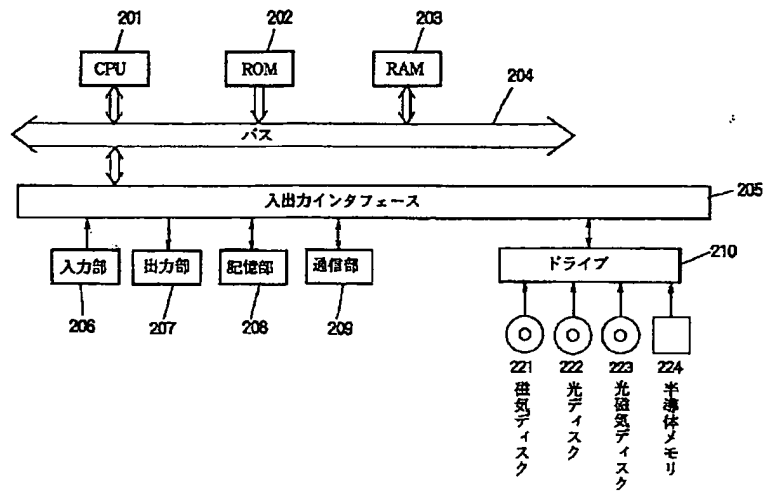 201
202
203
CPU
ROM
RAM
204
バス
入出力インタフェース
205
入力部
出力部
記憶部
通信部
ドライブ
210
206
207
208
209
221
222
223
224
磁気ディスク
光ディスク
光磁気ディスク
半導体メモリ